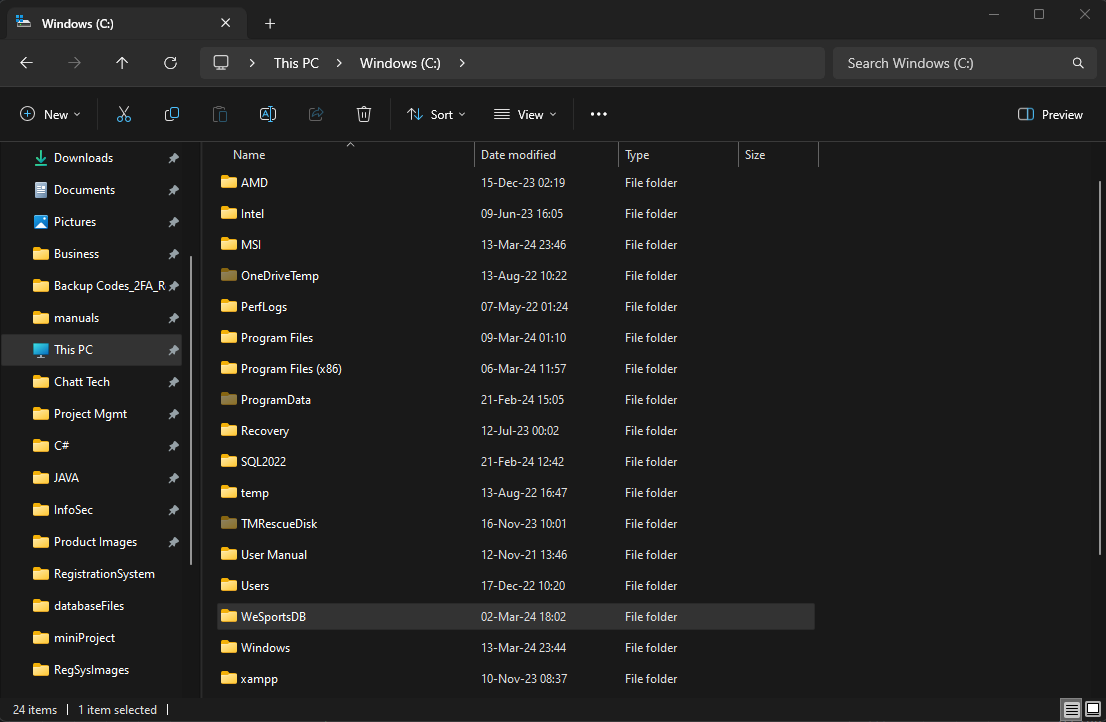 Windows (C:)
This PC > Windows (C:) >
Search Windows (C:)
New
Sort
View
Preview
Downloads
Documents
Pictures
Business
Backup Codes_2FA_R
manuals
This PC
Chatt Tech
Project Mgmt
C#
JAVA
InfoSec
Product Images
RegistrationSystem
databaseFiles
miniProject
RegSysImages
Name Date modified Type Size
AMD 15-Dec-23 02:19 File folder
Intel 09-Jun-23 16:05 File folder
MSI 13-Mar-24 23:46 File folder
OneDriveTemp 13-Aug-22 10:22 File folder
PerfLogs 07-May-22 01:24 File folder
Program Files 09-Mar-24 01:10 File folder
Program Files (x86) 06-Mar-24 11:57 File folder
ProgramData 21-Feb-24 15:05 File folder
Recovery 12-Jul-23 00:02 File folder
SQL2022 21-Feb-24 12:42 File folder
temp 13-Aug-22 16:47 File folder
TMRescueDisk 16-Nov-23 10:01 File folder
User Manual 12-Nov-21 13:46 File folder
Users 17-Dec-22 10:20 File folder
WeSportsDB 02-Mar-24 18:02 File folder
Windows 13-Mar-24 23:44 File folder
xampp 10-Nov-23 08:37 File folder
24 items | 1 item selected |